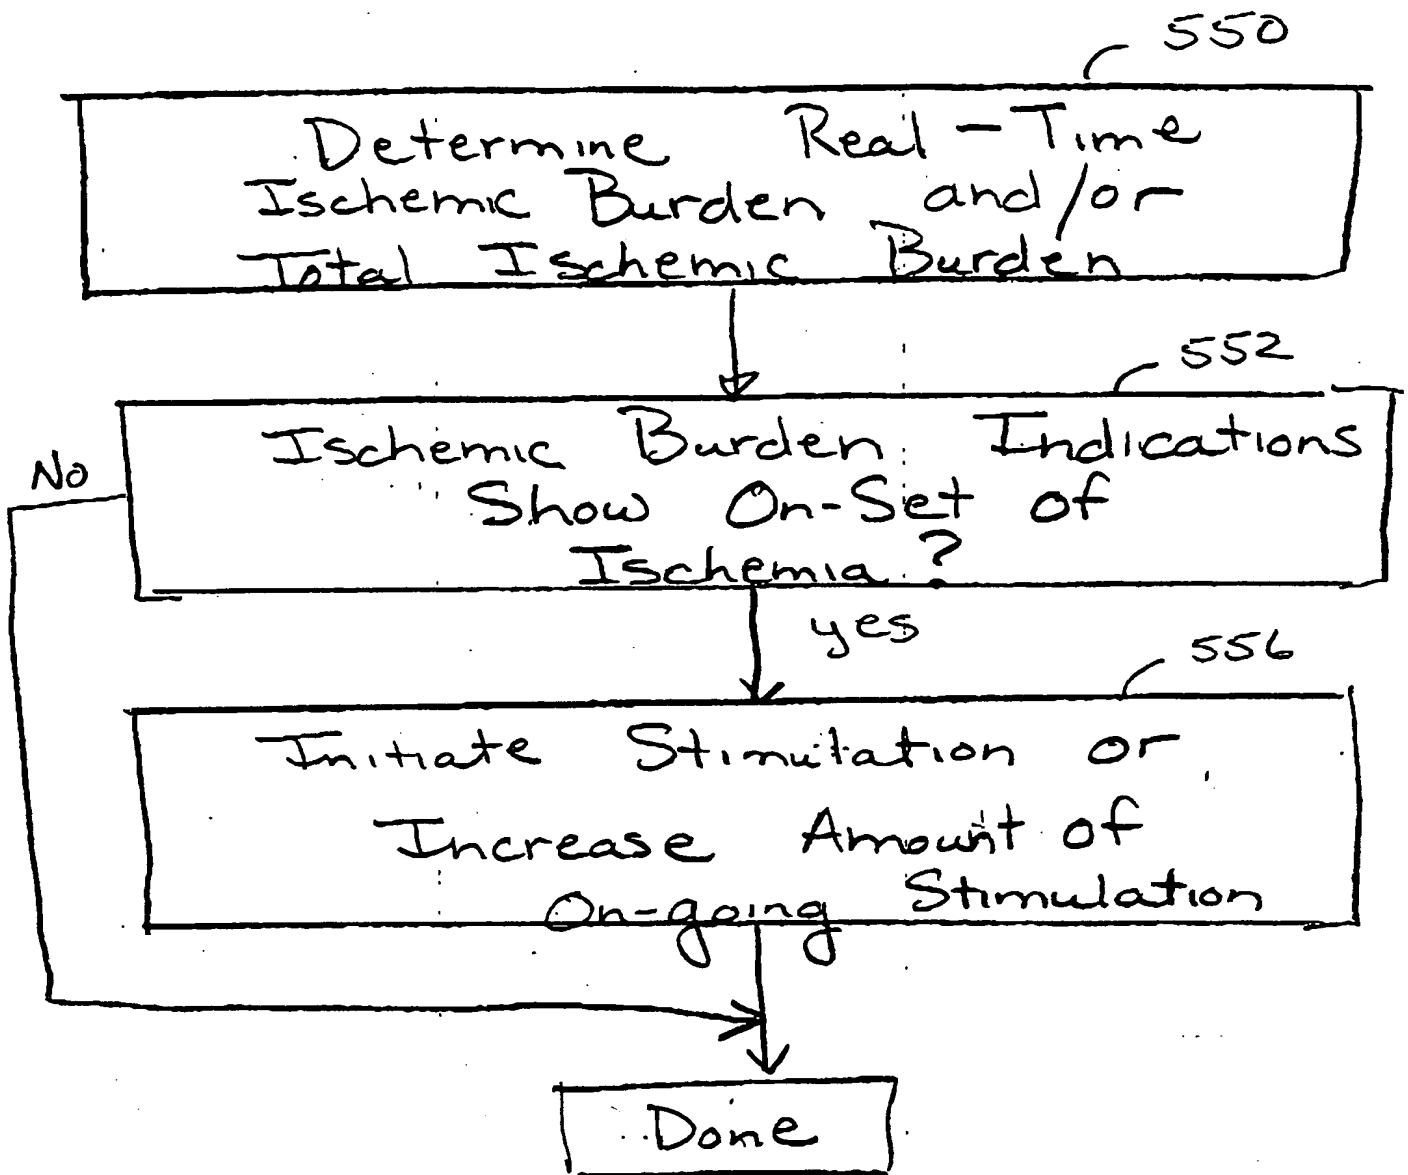 550
Determine Real-Time
Ischemic Burden and/or
Total Ischemic Burden
552
Ischemic Burden Indications
Show On-Set of
Ischemia?
No
yes
556
Initiate Stimulation or
Increase Amount of
On-going Stimulation
Done